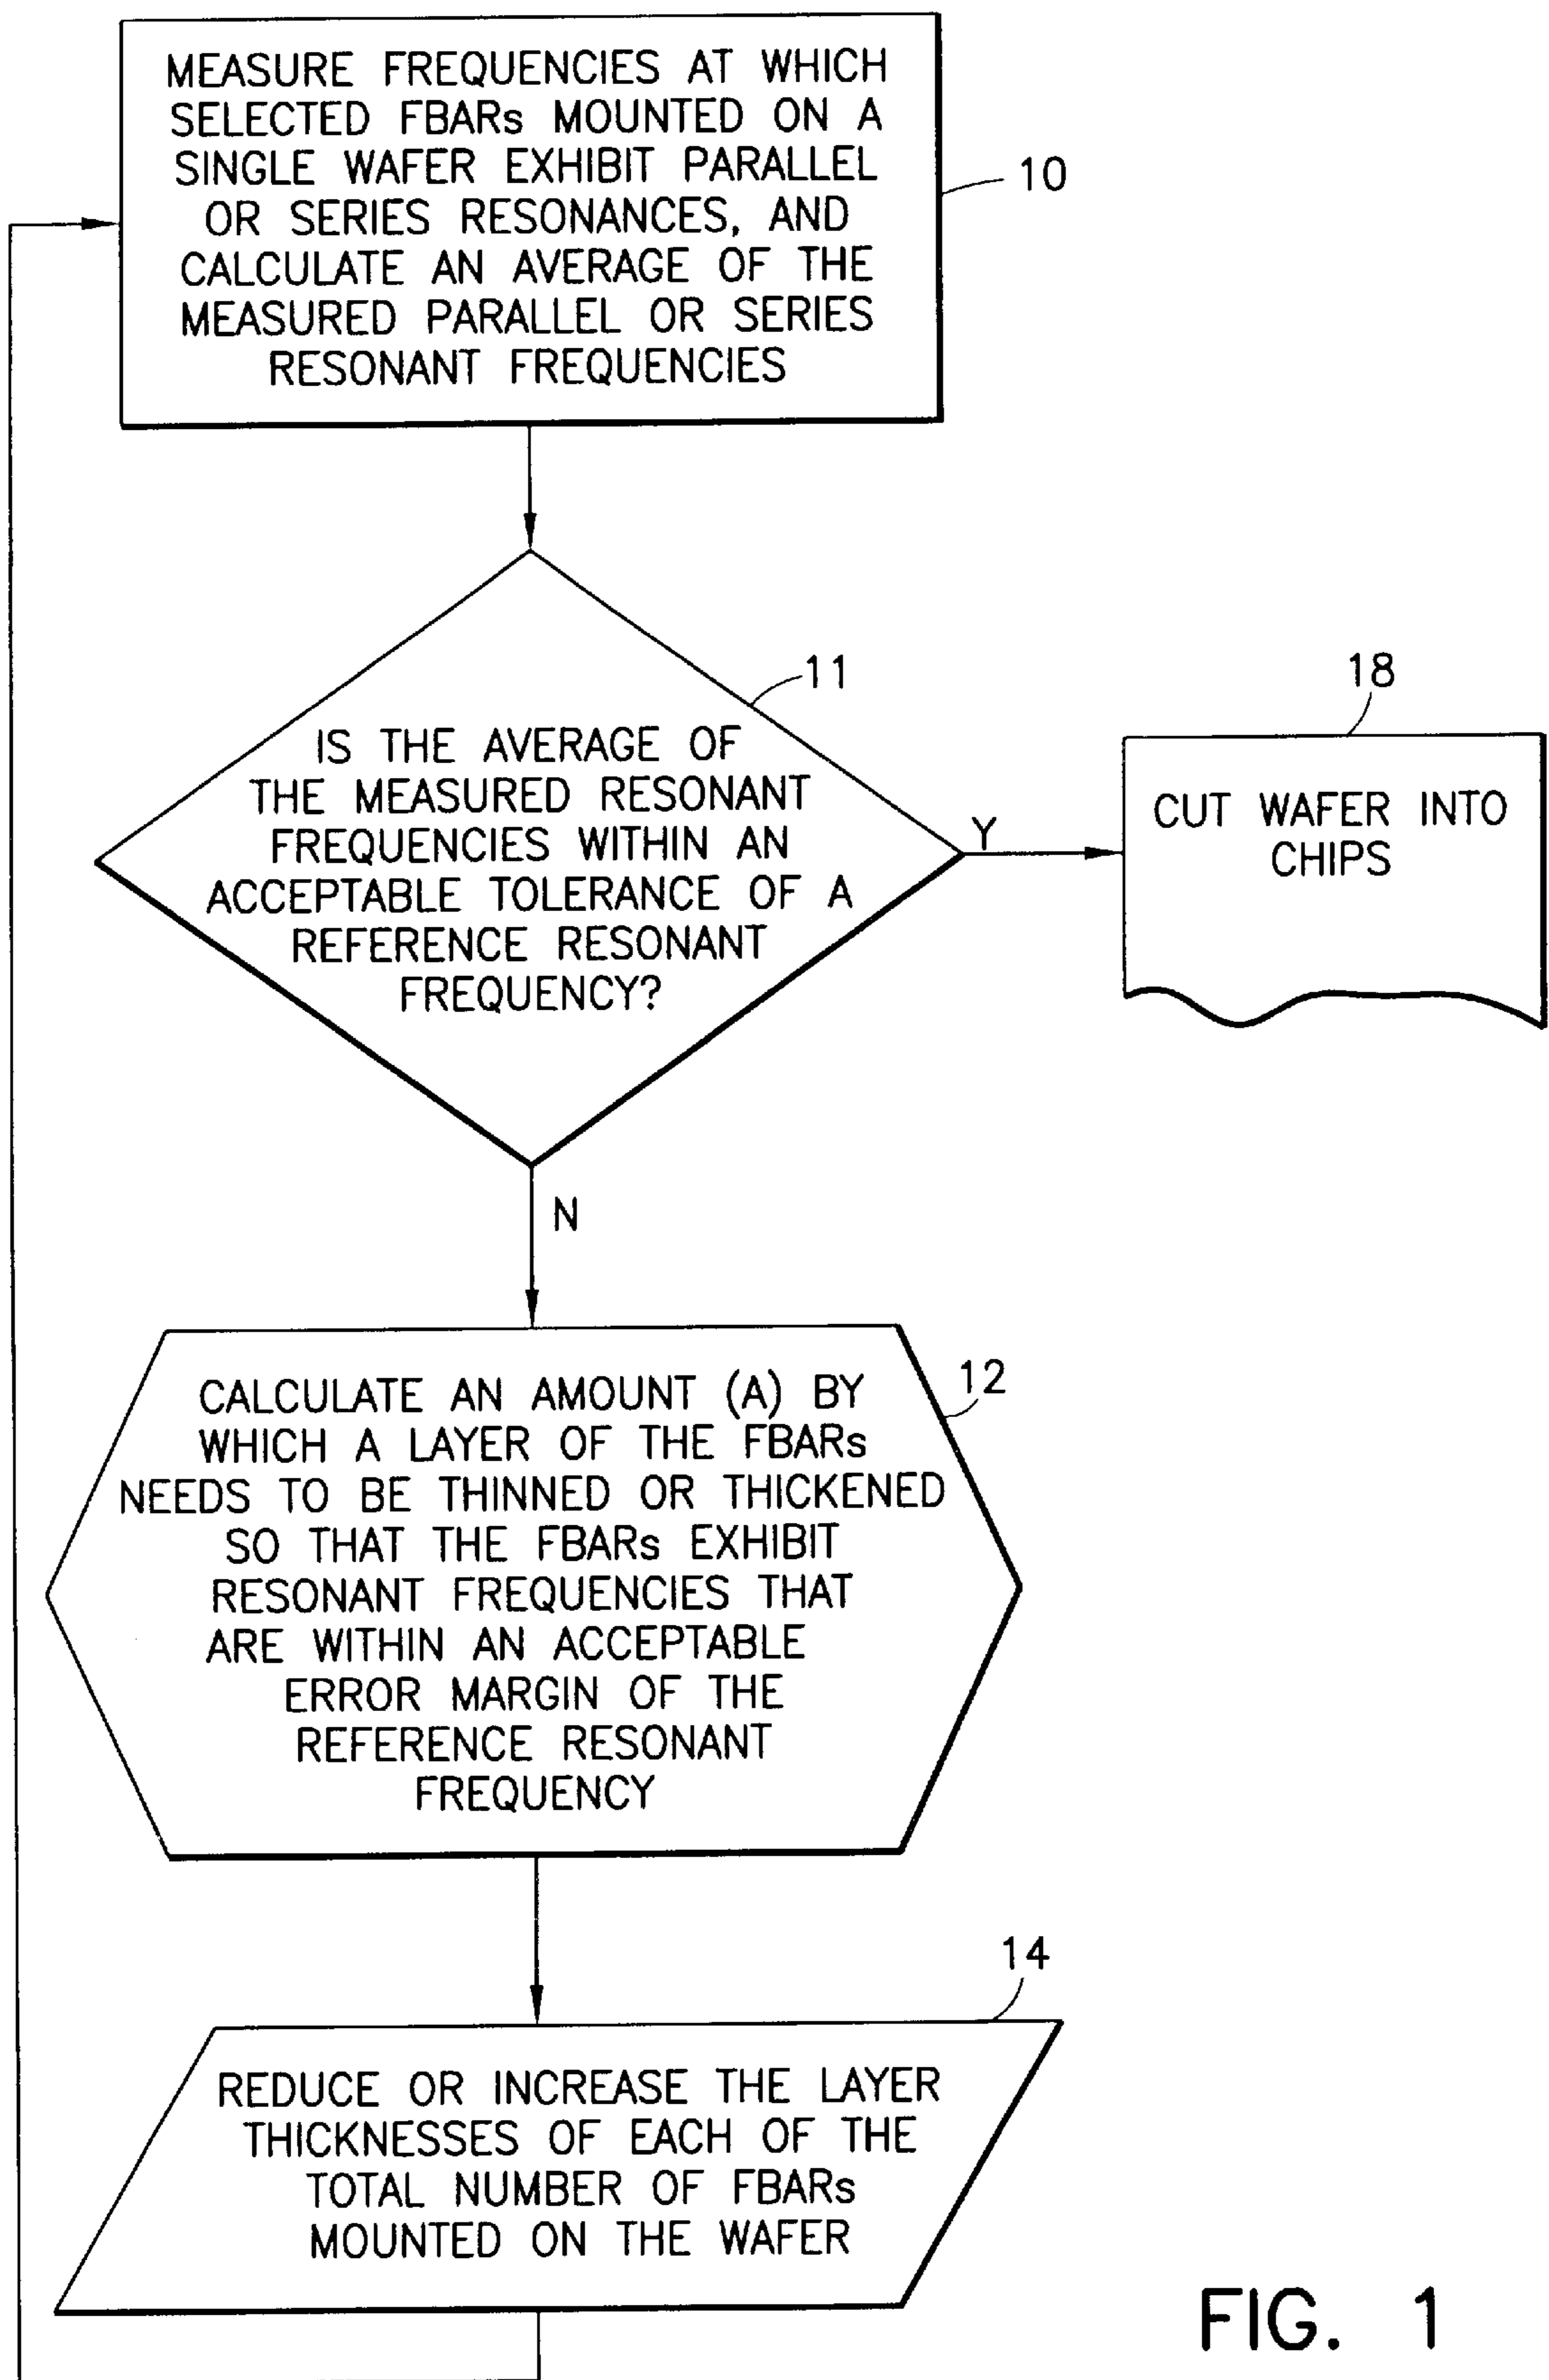 MEASURE FREQUENCIES AT WHICH
SELECTED FBARs MOUNTED ON A
SINGLE WAFER EXHIBIT PARALLEL
OR SERIES RESONANCES, AND
CALCULATE AN AVERAGE OF THE
MEASURED PARALLEL OR SERIES
RESONANT FREQUENCIES
10
11
IS THE AVERAGE OF
THE MEASURED RESONANT
FREQUENCIES WITHIN AN
ACCEPTABLE TOLERANCE OF A
REFERENCE RESONANT
FREQUENCY?
Y
18
CUT WAFER INTO
CHIPS
N
12
CALCULATE AN AMOUNT (A) BY
WHICH A LAYER OF THE FBARs
NEEDS TO BE THINNED OR THICKENED
SO THAT THE FBARs EXHIBIT
RESONANT FREQUENCIES THAT
ARE WITHIN AN ACCEPTABLE
ERROR MARGIN OF THE
REFERENCE RESONANT
FREQUENCY
14
REDUCE OR INCREASE THE LAYER
THICKNESSES OF EACH OF THE
TOTAL NUMBER OF FBARs
MOUNTED ON THE WAFER
FIG. 1